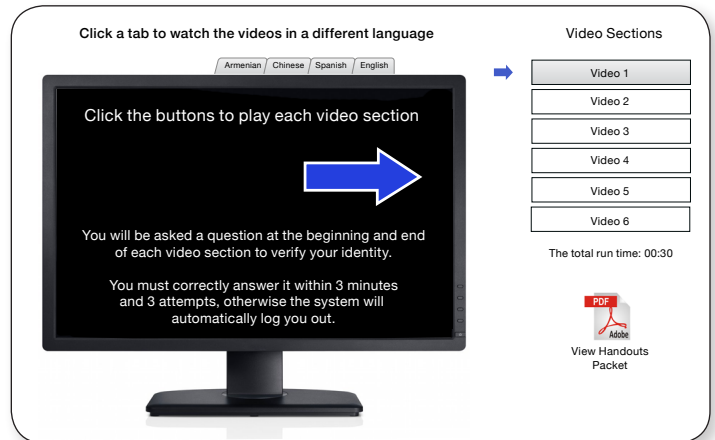 Click a tab to watch the videos in a different language
Armenian
Chinese
Spanish
English
Click the buttons to play each video section
You will be asked a question at the beginning and end
of each video section to verify your identity.
You must correctly answer it within 3 minutes
and 3 attempts, otherwise the system will
automatically log you out.
Video Sections
Video 1
Video 2
Video 3
Video 4
Video 5
Video 6
The total run time: 00:30
PDF
Adobe
View Handouts
Packet